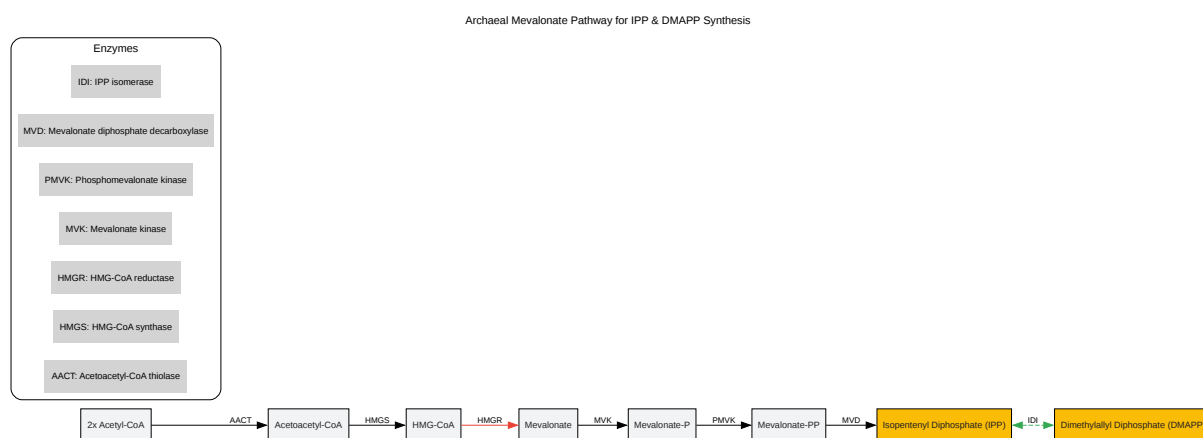 Archaeal Mevalonate Pathway for IPP & DMAPP Synthesis
Enzymes
IDI: IPP isomerase
MVD: Mevalonate diphosphate decarboxylase
PMVK: Phosphomevalonate kinase
MVK: Mevalonate kinase
HMGR: HMG-CoA reductase
HMGS: HMG-CoA synthase
AACT: Acetoacetyl-CoA thiolase
2x Acetyl-CoA
AACT
Acetoacetyl-CoA
HMGS
HMG-CoA
HMGR
Mevalonate
MVK
Mevalonate-P
PMVK
Mevalonate-PP
MVD
Isopentenyl Diphosphate (IPP)
IDI
Dimethylallyl Diphosphate (DMAPP